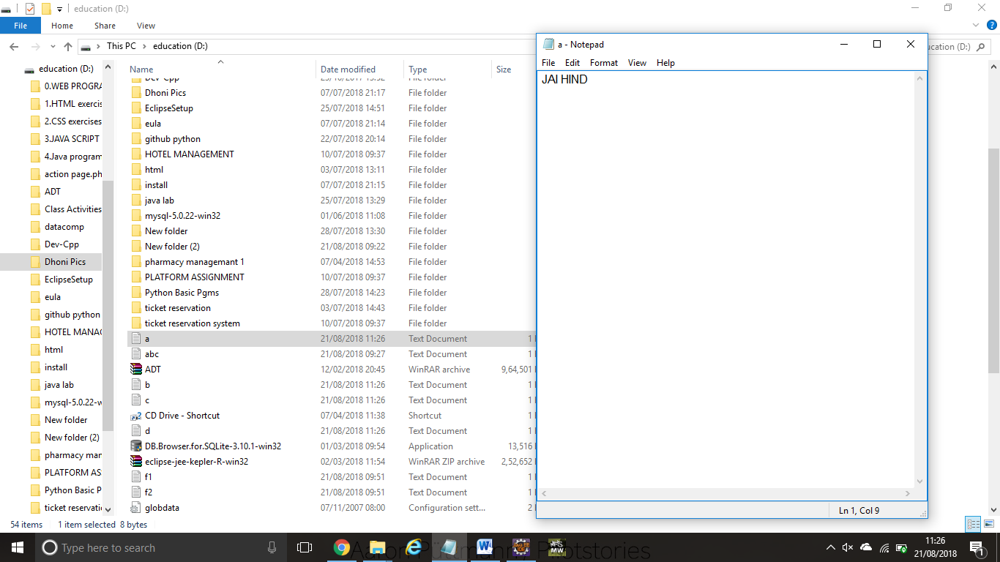 education (D:)
File Home Share View
This PC education (D:)
ucation (D:)
education (D:)
0.WEB PROGRA
1.HTML exercis
2.CSS exercises
3.JAVA SCRIPT
4.Java program
action page.ph
ADT
Class Activities
datacomp
Dev-Cpp
Dhoni Pics
EclipseSetup
eula
github python
HOTEL MANAG
html
install
java lab
mysql-5.0.22-w
New folder
New folder (2)
pharmacy man
PLATFORM AS
Python Basic P
ticket reservati
Name Date modified Type Size
Dev-Cpp 25/10/2017 13:52 File folder
Dhoni Pics 07/07/2018 21:17 File folder
EclipseSetup 25/07/2018 14:51 File folder
eula 07/07/2018 21:14 File folder
github python 22/07/2018 20:14 File folder
HOTEL MANAGEMENT 10/07/2018 09:37 File folder
html 03/07/2018 13:11 File folder
install 07/07/2018 21:15 File folder
java lab 25/07/2018 13:29 File folder
mysql-5.0.22-win32 01/06/2018 11:08 File folder
New folder 28/07/2018 13:30 File folder
New folder (2) 21/08/2018 09:22 File folder
pharmacy managemant 1 07/04/2018 14:53 File folder
PLATFORM ASSIGNMENT 10/07/2018 09:37 File folder
Python Basic Pgms 28/07/2018 14:23 File folder
ticket reservation 03/07/2018 14:43 File folder
ticket reservation system 10/07/2018 09:37 File folder
a 21/08/2018 11:26 Text Document 1
abc 21/08/2018 09:27 Text Document 1
ADT 12/02/2018 20:45 WinRAR archive 9,64,501
b 21/08/2018 11:26 Text Document 1
c 21/08/2018 11:26 Text Document 1
CD Drive - Shortcut 07/04/2018 11:38 Shortcut 1
d 21/08/2018 11:26 Text Document 1
DB.Browser.for.SQLite-3.10.1-win32 01/03/2018 09:54 Application 13,516
eclipse-jee-kepler-R-win32 02/03/2018 11:54 WinRAR ZIP archive 2,52,652
f1 21/08/2018 09:51 Text Document 1
f2 21/08/2018 09:51 Text Document 1
globdata 07/11/2007 08:00 Configuration sett... 2
a - Notepad
File Edit Format View Help
JAI HIND
Ln 1, Col 9
54 items 1 item selected 8 bytes
Type here to search
11:26
21/08/2018
1